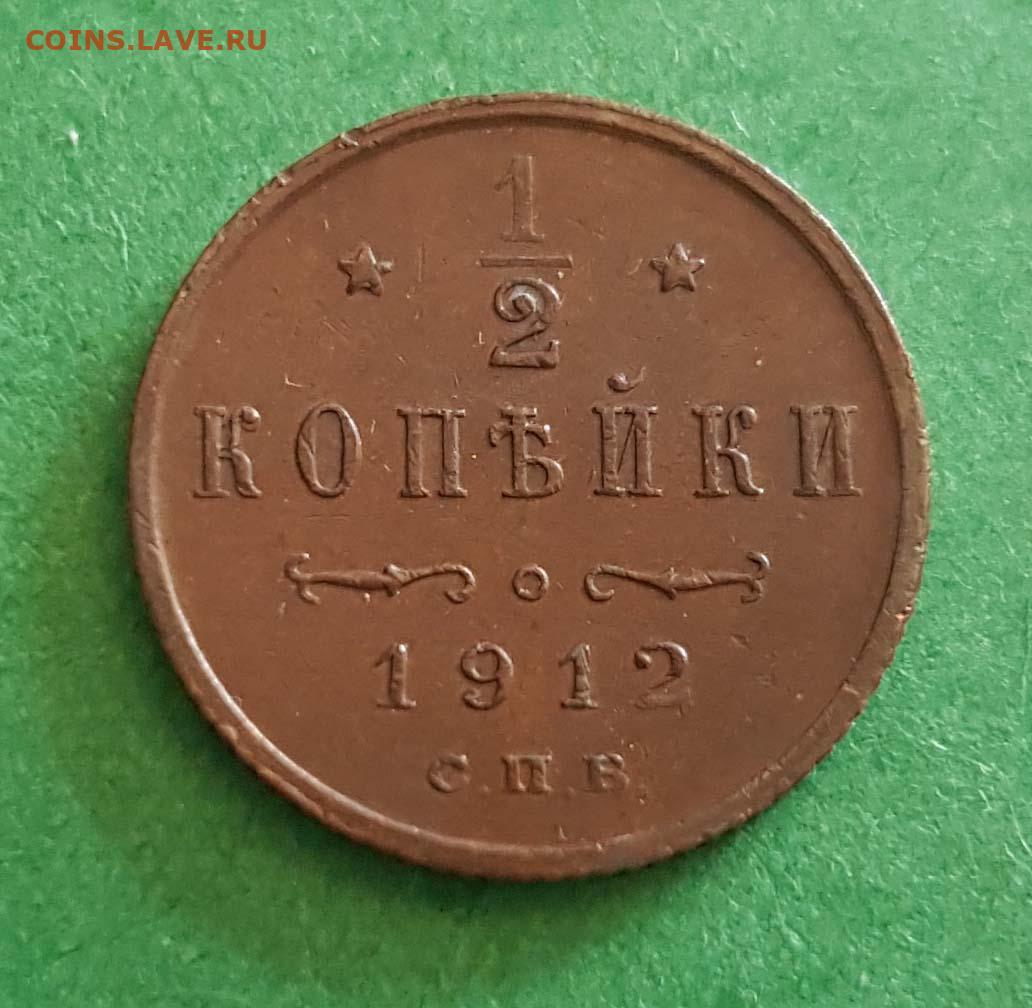 COINS.LAVE.RU
1/2
КОПѢЙКИ
1912
С.П.Б.